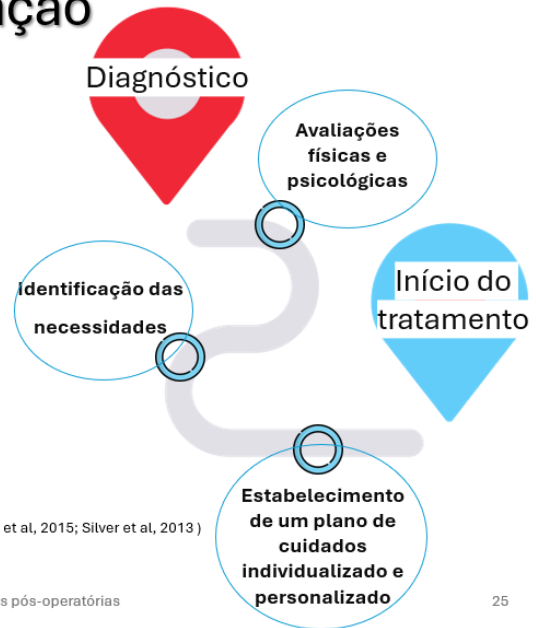 ação
Diagnóstico
Avaliações
físicas e
psicológicas
Identificação das
necessidades
Início do
tratamento
Estabelecimento
de um plano de
cuidados
individualizado e
personalizado
et al, 2015; Silver et al, 2013 )
s pós-operatórias
25